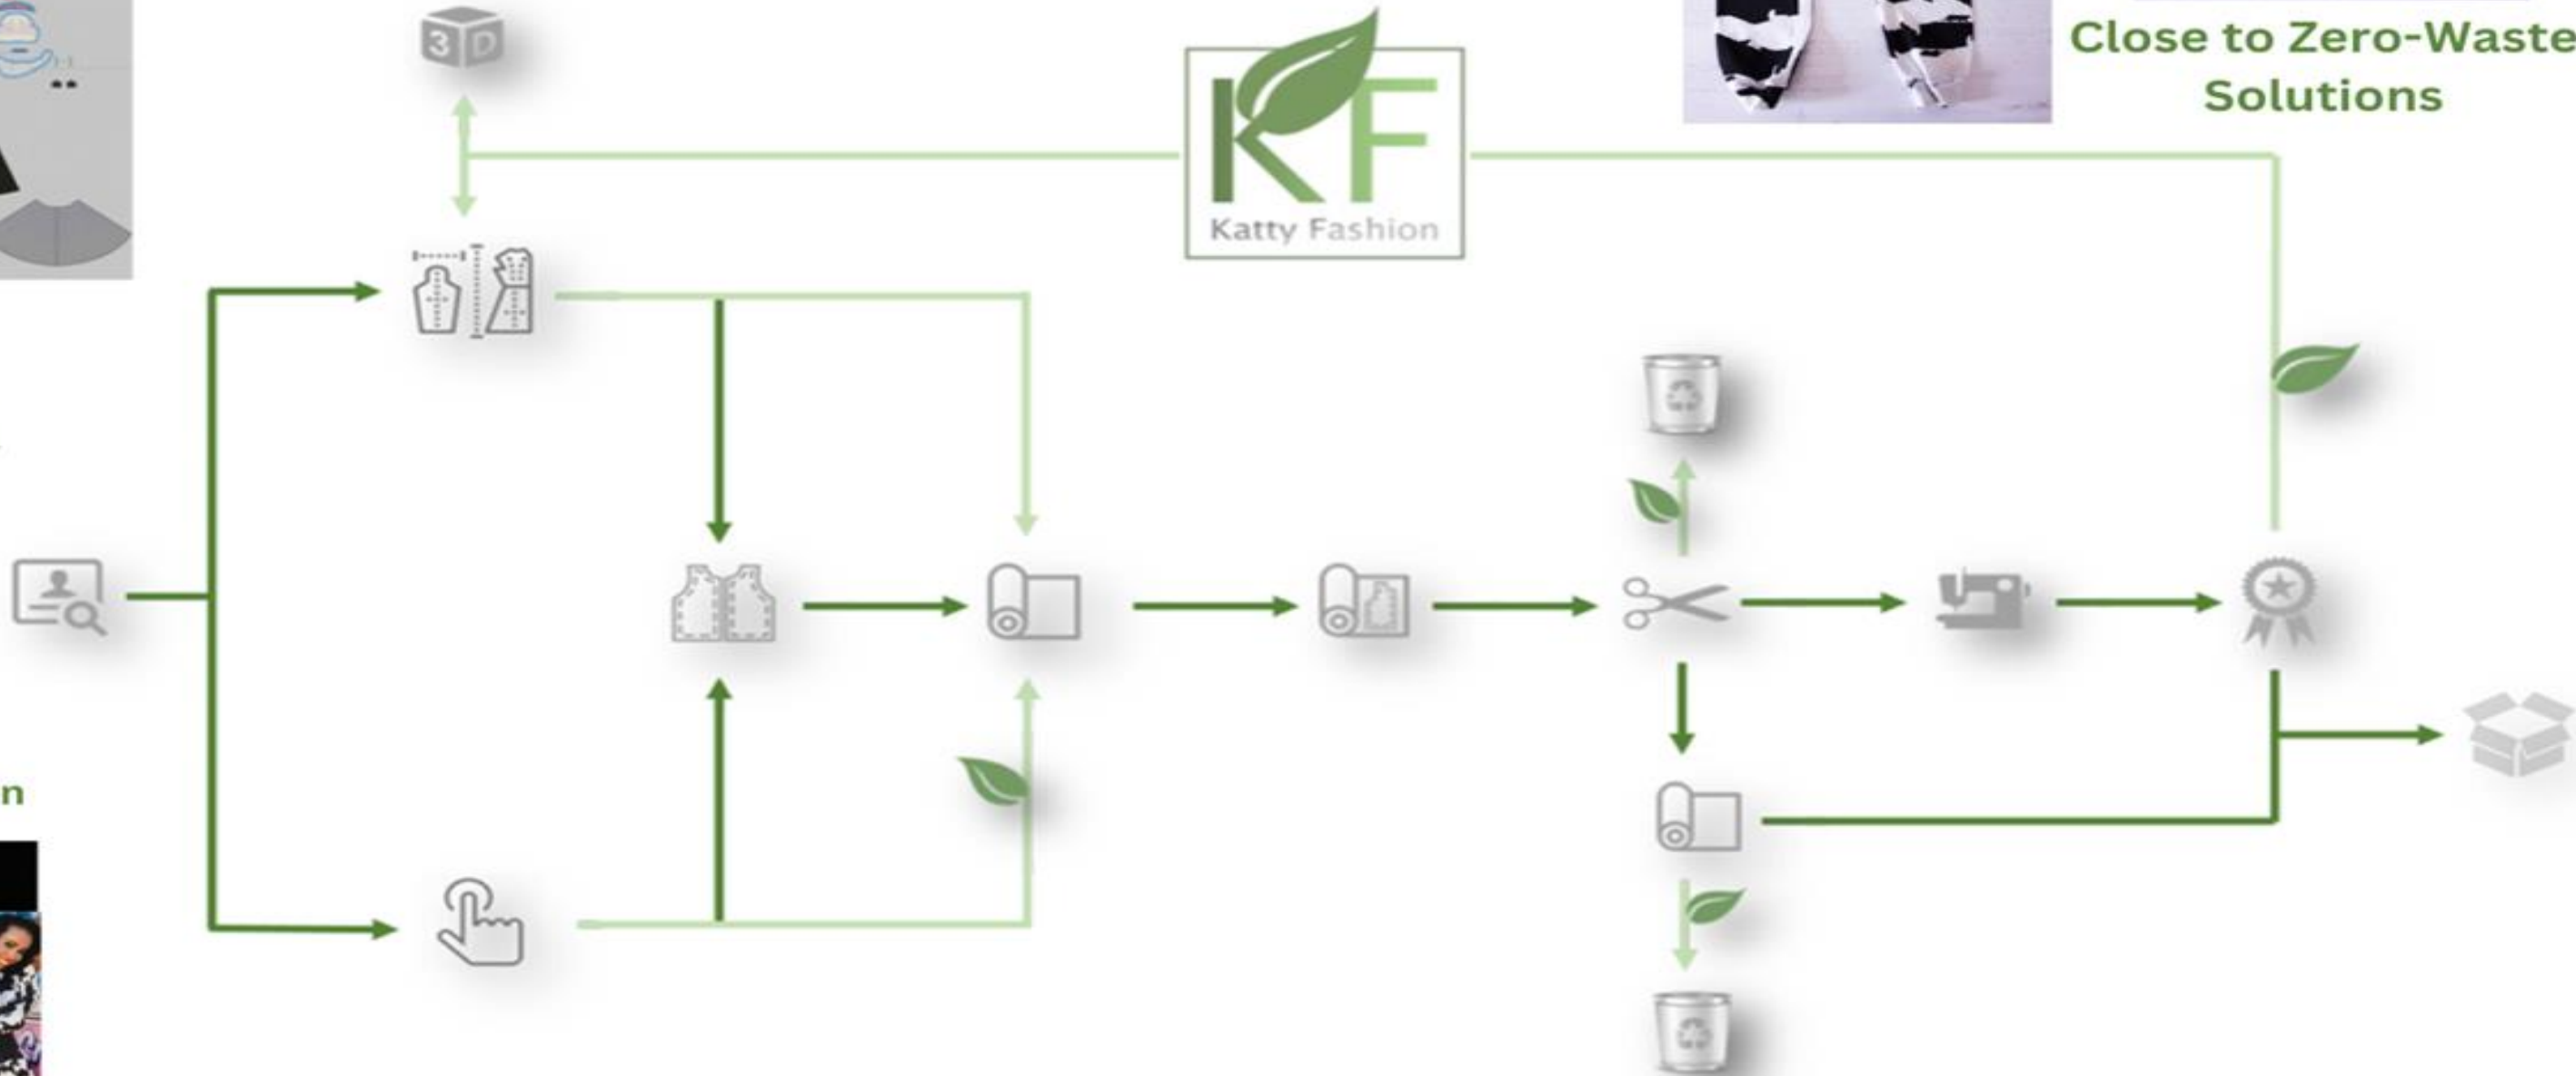 3D
Close to Zero-Waste
Solutions
KF
Katty Fashion
n